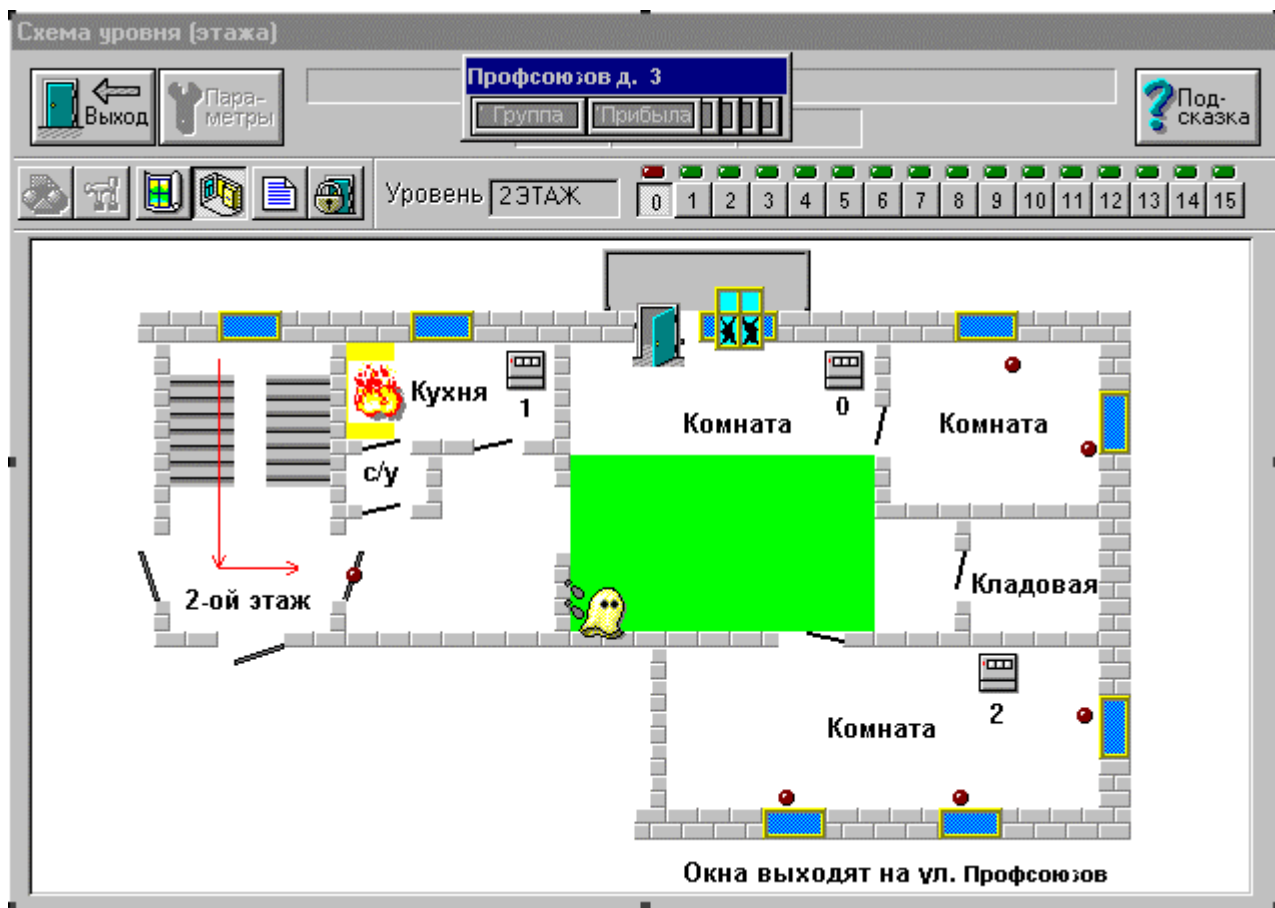 Схема уровня (этажа)
Выход
Пара-
метры
Профсоюзов д. 3
Группа Прибыла
Под-
сказка
Уровень 2ЭТАЖ
0 1 2 3 4 5 6 7 8 9 10 11 12 13 14 15
Кухня
1
0
Комната
Комната
с/у
2-ой этаж
Кладовая
2
Комната
Окна выходят на ул. Профсоюзов